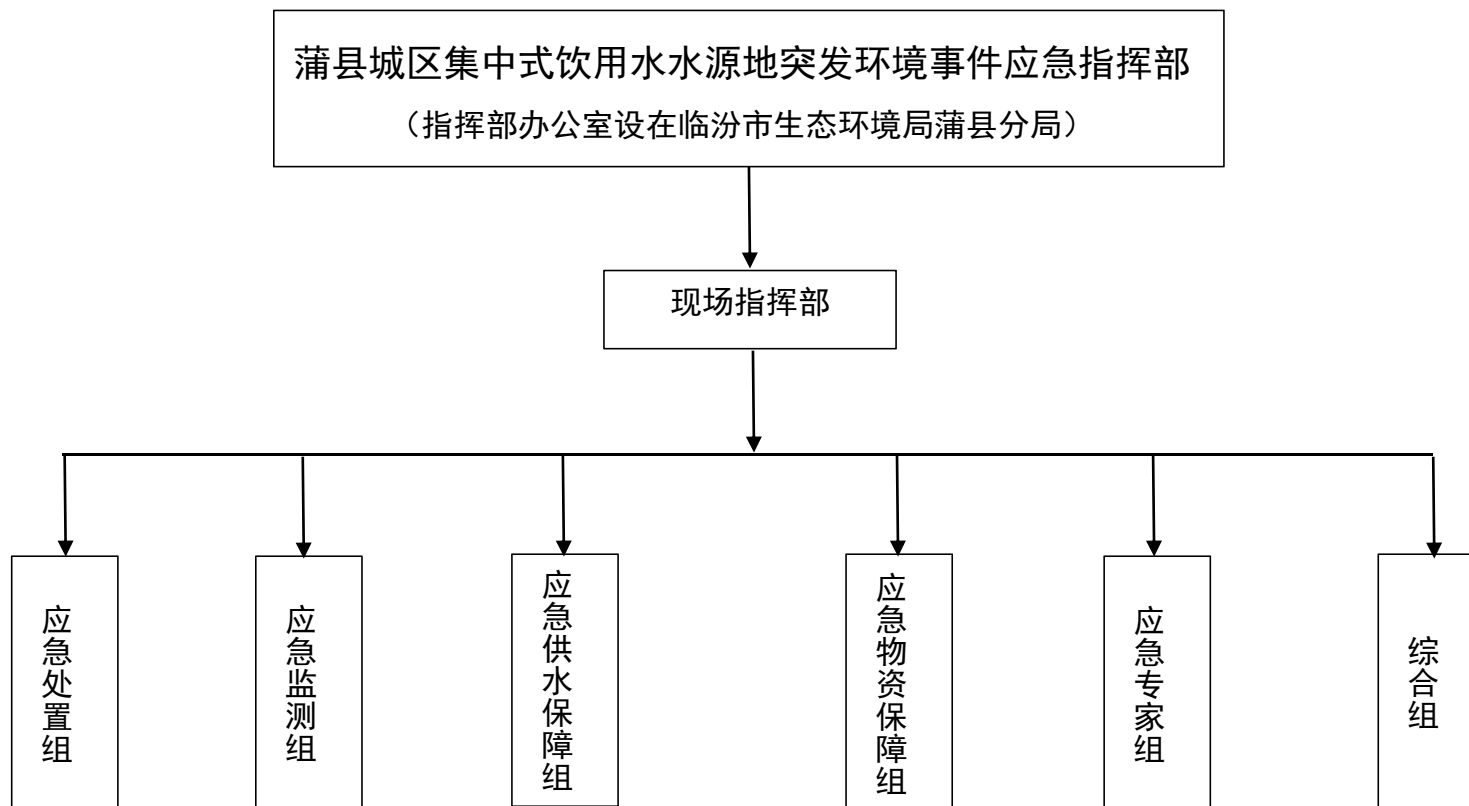 蒲县城区集中式饮用水水源地突发环境事件应急指挥部
（指挥部办公室设在临汾市生态环境局蒲县分局）
现场指挥部
应急处置组
应急监测组
应急供水保障组
应急物资保障组
应急专家组
综合组